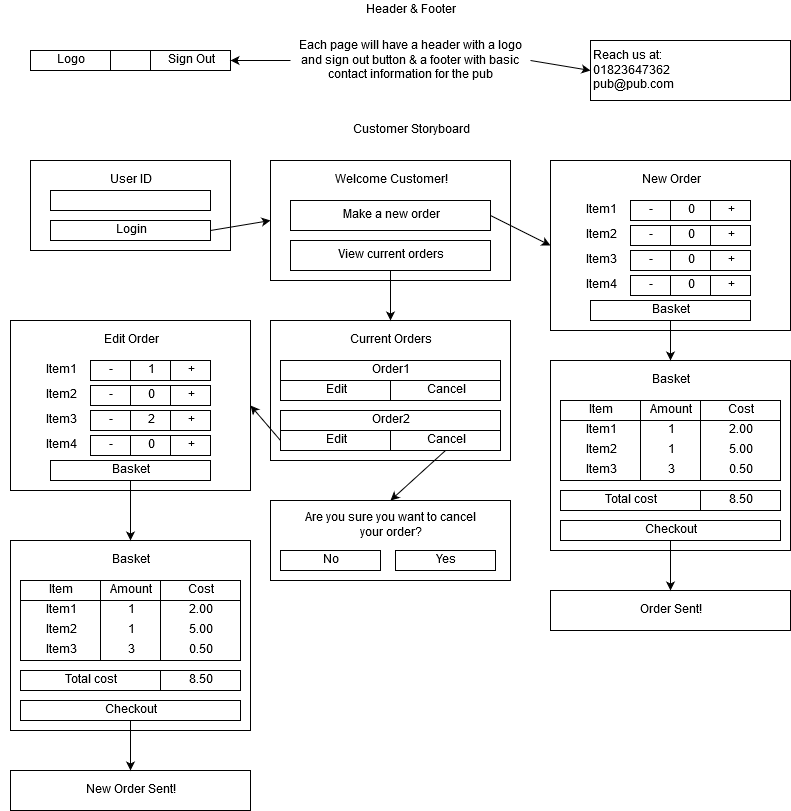 Header & Footer
Logo
Sign Out
Each page will have a header with a logo
and sign out button & a footer with basic
contact information for the pub
Reach us at:
01823647362
pub@pub.com
Customer Storyboard
User ID
Login
Welcome Customer!
Make a new order
View current orders
New Order
Item1 - 0 +
Item2 - 0 +
Item3 - 0 +
Item4 - 0 +
Basket
Edit Order
Item1 - 1 +
Item2 - 0 +
Item3 - 2 +
Item4 - 0 +
Basket
Current Orders
Order1
Edit Cancel
Order2
Edit Cancel
Are you sure you want to cancel
your order?
No Yes
Basket
Item Amount Cost
Item1 1 2.00
Item2 1 5.00
Item3 3 0.50
Total cost 8.50
Checkout
Order Sent!
Basket
Item Amount Cost
Item1 1 2.00
Item2 1 5.00
Item3 3 0.50
Total cost 8.50
Checkout
New Order Sent!